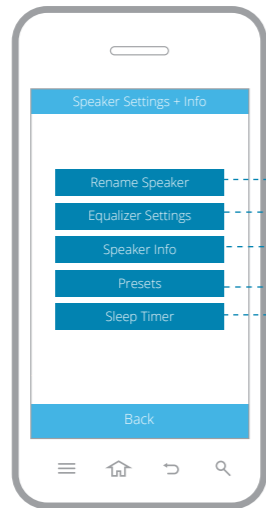 Speaker Settings + Info
Rename Speaker
Equalizer Settings
Speaker Info
Presets
Sleep Timer
Back